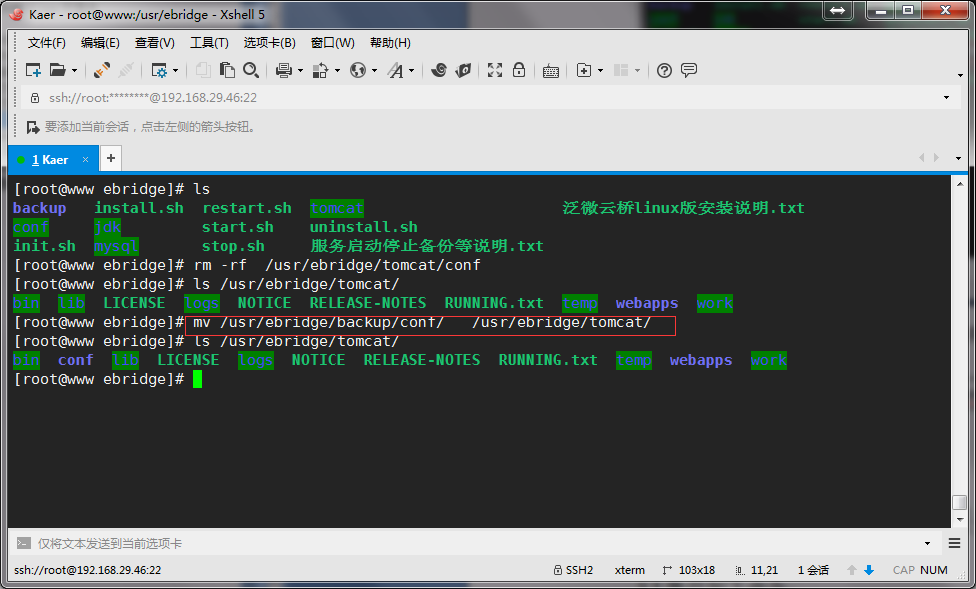 Kaer - root@www:/usr/ebridge - Xshell 5
文件(F) 编辑(E) 查看(V) 工具(T) 选项卡(B) 窗口(W) 帮助(H)
ssh://root:********@192.168.29.46:22
要添加当前会话，点击左侧的箭头按钮。
1 Kaer × +
[root@www ebridge]# ls
backup install.sh restart.sh tomcat 泛微云桥linux版安装说明.txt
conf jdk start.sh uninstall.sh
init.sh mysql stop.sh 服务启动停止备份等说明.txt
[root@www ebridge]# rm -rf  /usr/ebridge/tomcat/conf
[root@www ebridge]# ls /usr/ebridge/tomcat/
bin lib LICENSE logs NOTICE RELEASE-NOTES RUNNING.txt temp webapps work
[root@www ebridge]# mv /usr/ebridge/backup/conf/   /usr/ebridge/tomcat/
[root@www ebridge]# ls /usr/ebridge/tomcat/
bin conf lib LICENSE logs NOTICE RELEASE-NOTES RUNNING.txt temp webapps work
[root@www ebridge]#
仅将文本发送到当前选项卡
ssh://root@192.168.29.46:22 SSH2 xterm 103x18 11,21 1 会话 CAP NUM